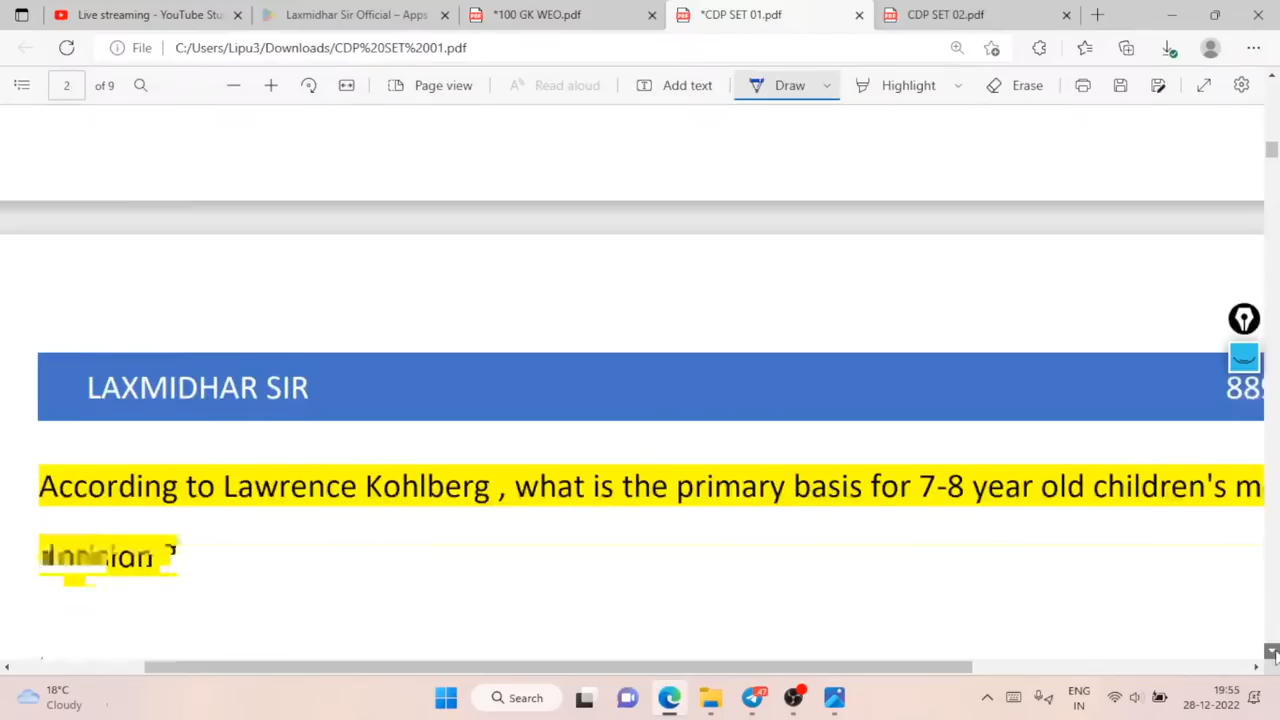 Live streaming - YouTube Stu
Laxmidhar Sir Official – Apps
*100 GK WEO.pdf
*CDP SET 01.pdf
CDP SET 02.pdf
File
C:/Users/Lipu3/Downloads/CDP%20SET%2001.pdf
2 of 9
Page view
Read aloud
Add text
Draw
Highlight
Erase
LAXMIDHAR SIR
88
According to Lawrence Kohlberg , what is the primary basis for 7-8 year old children's m
18°C
Cloudy
Search
47
ENG
IN
19:55
28-12-2022